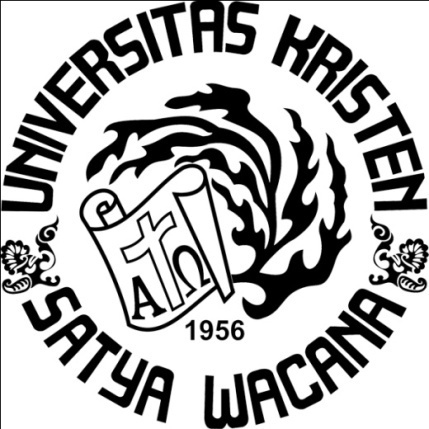 UNIVERSITAS KRISTEN
Α Ω
1956
SATYA WACANA